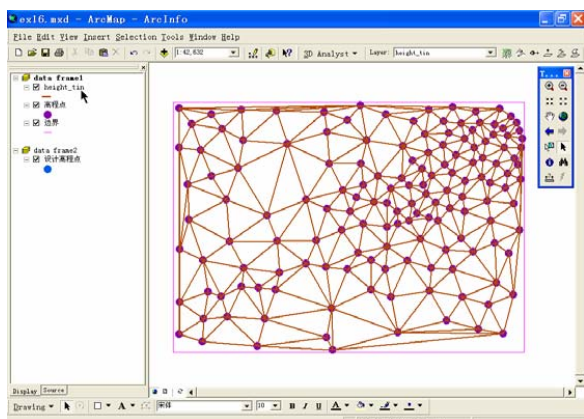 ex16.mxd - ArcMap - ArcInfo
File Edit View Insert Selection Tools Window Help
1:42,832 3D Analyst Layer: height_tin
T...
data frame1
height_tin
高程点
边界
data frame2
设计高程点
Display Source
Drawing A 宋体 10 B I U A